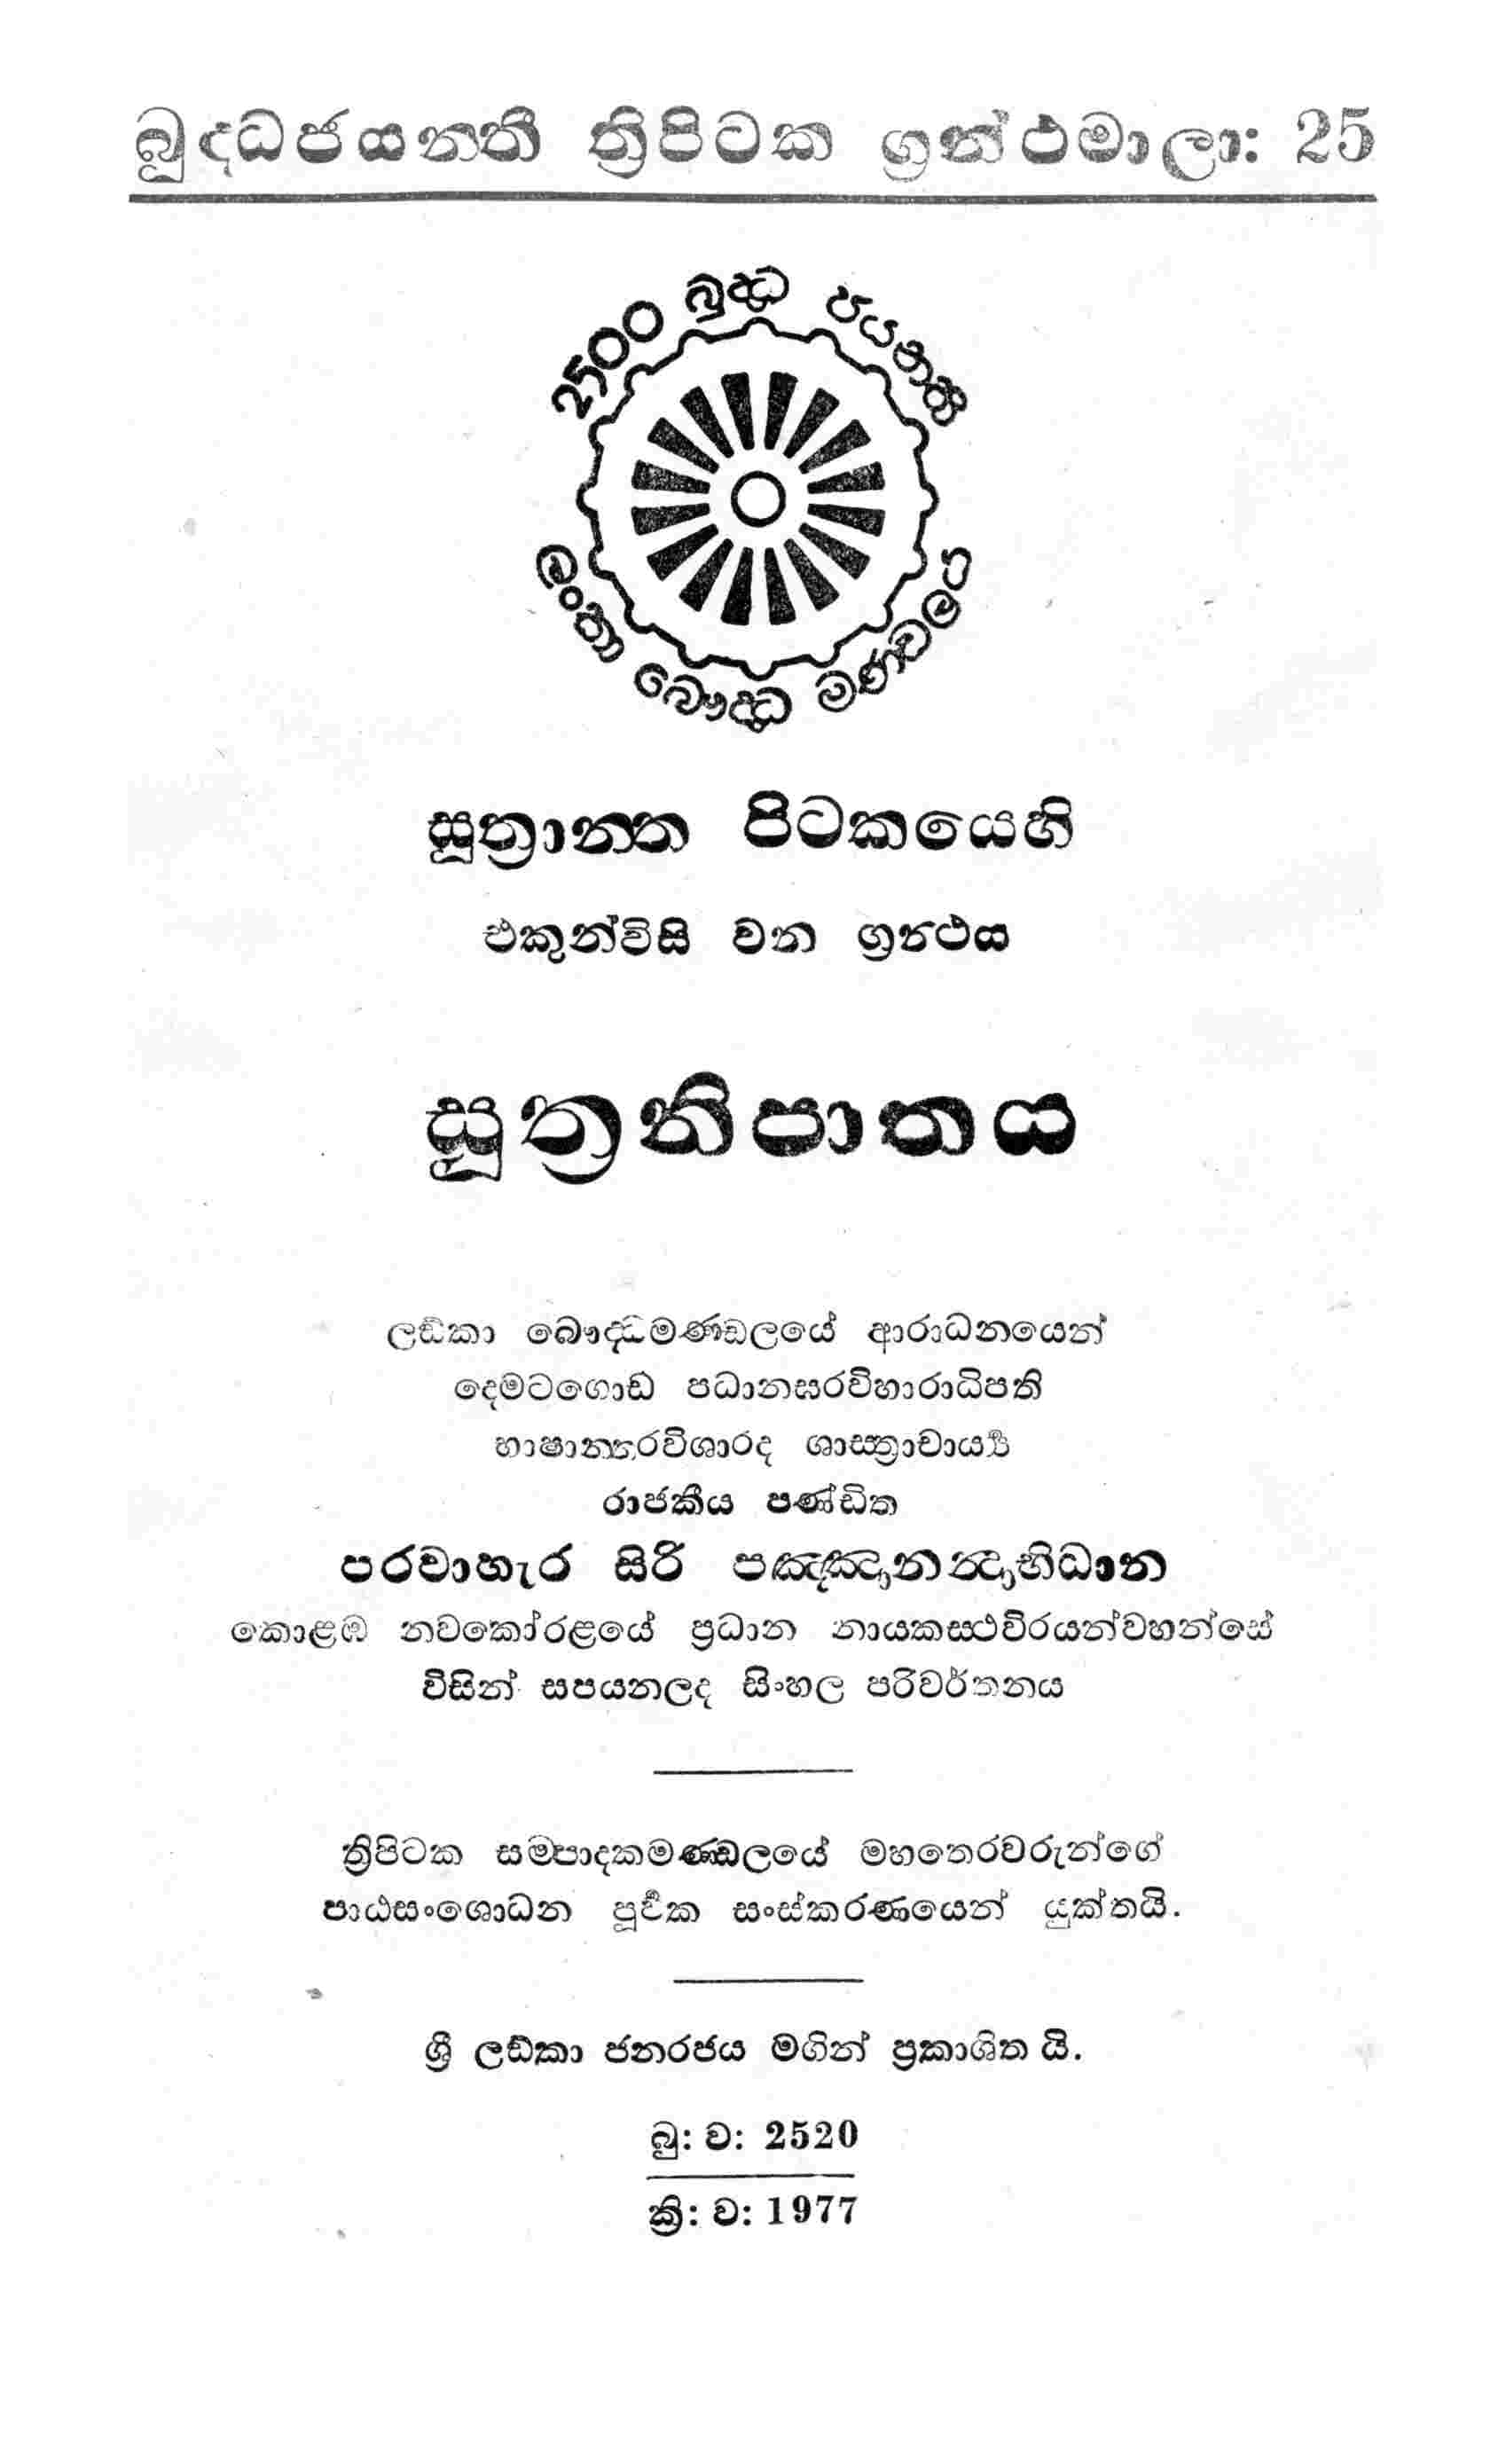 බුද්ධජයන්තී ත්‍රිපිටක ග්‍රන්ථමාලා: 25
2500 බුද්ධ ජයන්ති
ලංකා බෞද්ධ මණ්ඩලය
සූත්‍රාන්ත පිටකයෙහි
එකුන්විසි වන ග්‍රන්ථය
සූත්‍රනිපාතය
ලඞ්කා බෞද්ධමණ්ඩලයේ ආරාධනයෙන්
දෙමටගොඩ පධානඝරවිහාරාධිපති
භාෂාන්තරවිශාරද ශාස්ත්‍රාචාර්‍ය්‍ය
රාජකීය පණ්ඩිත
පරවාහැර සිරි පඤ්ඤානන්දාභිධාන
කොළඹ නවකෝරළයේ ප්‍රධාන නායකස්ථවිරයන්වහන්සේ
විසින් සපයනලද සිංහල පරිවර්තනය
ත්‍රිපිටක සම්පාදකමණ්ඩලයේ මහතෙරවරුන්ගේ
පාඨසංශොධන පූර්‍වක සංස්කරණයෙන් යුක්තයි.
ශ්‍රී ලඞ්කා ජනරජය මගින් ප්‍රකාශිත යි.
බු: ව: 2520
ක්‍රි: ව: 1977